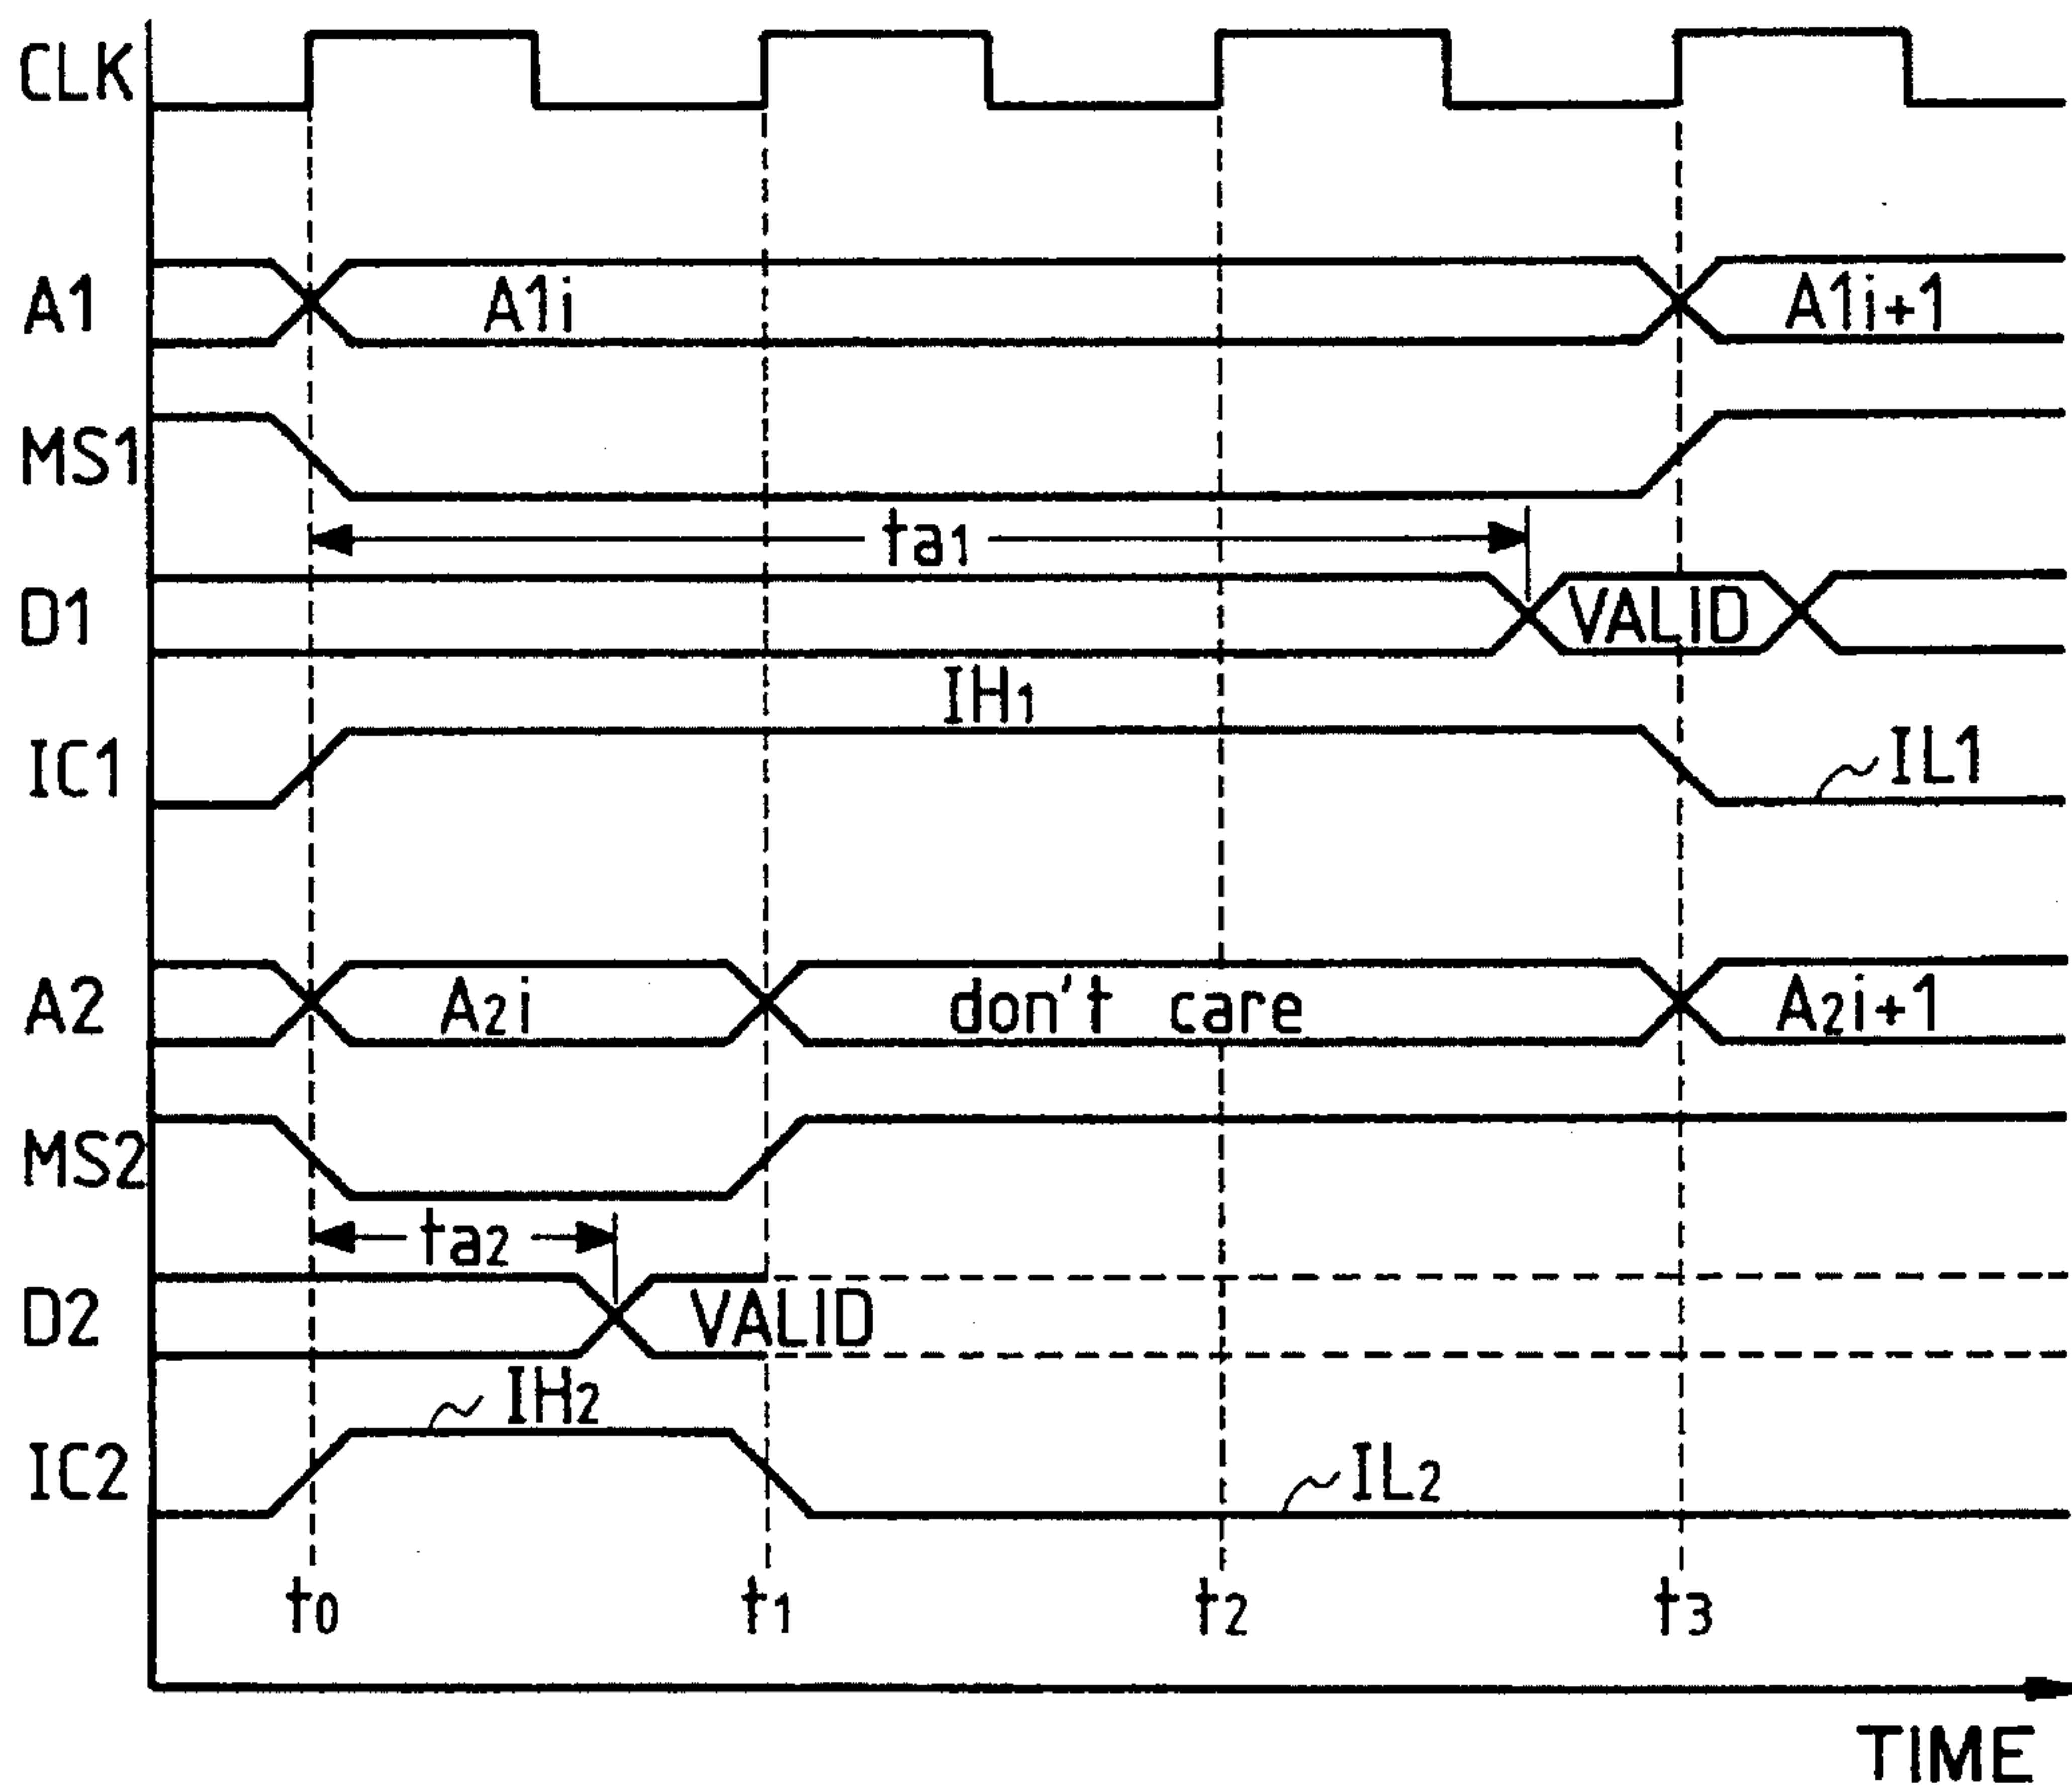 CLK
A1
A1i
A1i+1
MS1
ta1
D1
VALID
IH1
IC1
IL1
A2
A2i
don't care
A2i+1
MS2
ta2
D2
VALID
IH2
IC2
IL2
t0
t1
t2
t3
TIME